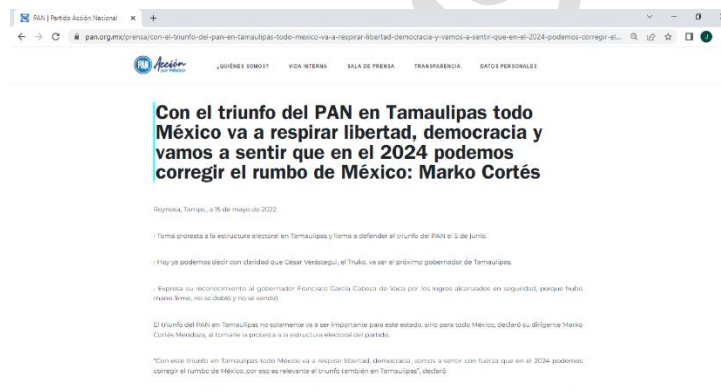 PAN | Partido Acción Nacional
pan.org.mx/prensa/con-el-triunfo-del-pan-en-tamaulipas-todo-mexico-va-a-respirar-libertad-democracia-y-vamos-a-sentir-que-en-el-2024-podemos-corregir-el...
PAN Acción por México
¿QUIÉNES SOMOS? VIDA INTERNA SALA DE PRENSA TRANSPARENCIA DATOS PERSONALES
Con el triunfo del PAN en Tamaulipas todo
México va a respirar libertad, democracia y
vamos a sentir que en el 2024 podemos
corregir el rumbo de México: Marko Cortés
Reynosa, Tamps., a 15 de mayo de 2022.
- Toma protesta a la estructura electoral en Tamaulipas y llama a defender el triunfo del PAN el 5 de junio.
- Hoy ya podemos decir con claridad que César Verástegui, el Truko, va ser el próximo gobernador de Tamaulipas.
- Expresa su reconocimiento al gobernador Francisco García Cabeza de Vaca por los logros alcanzados en seguridad, porque hubo
mano firme, no se dobló y no se vendió.
El triunfo del PAN en Tamaulipas no solamente va a ser importante para este estado, sino para todo México, declaró su dirigente Marko
Cortés Mendoza, al tomarle la protesta a la estructura electoral del partido.
"Con este triunfo en Tamaulipas todo México va a respirar libertad, democracia, vamos a sentir con fuerza que en el 2024 podemos
corregir el rumbo de México, por eso es relevante el triunfo también en Tamaulipas", declaró.